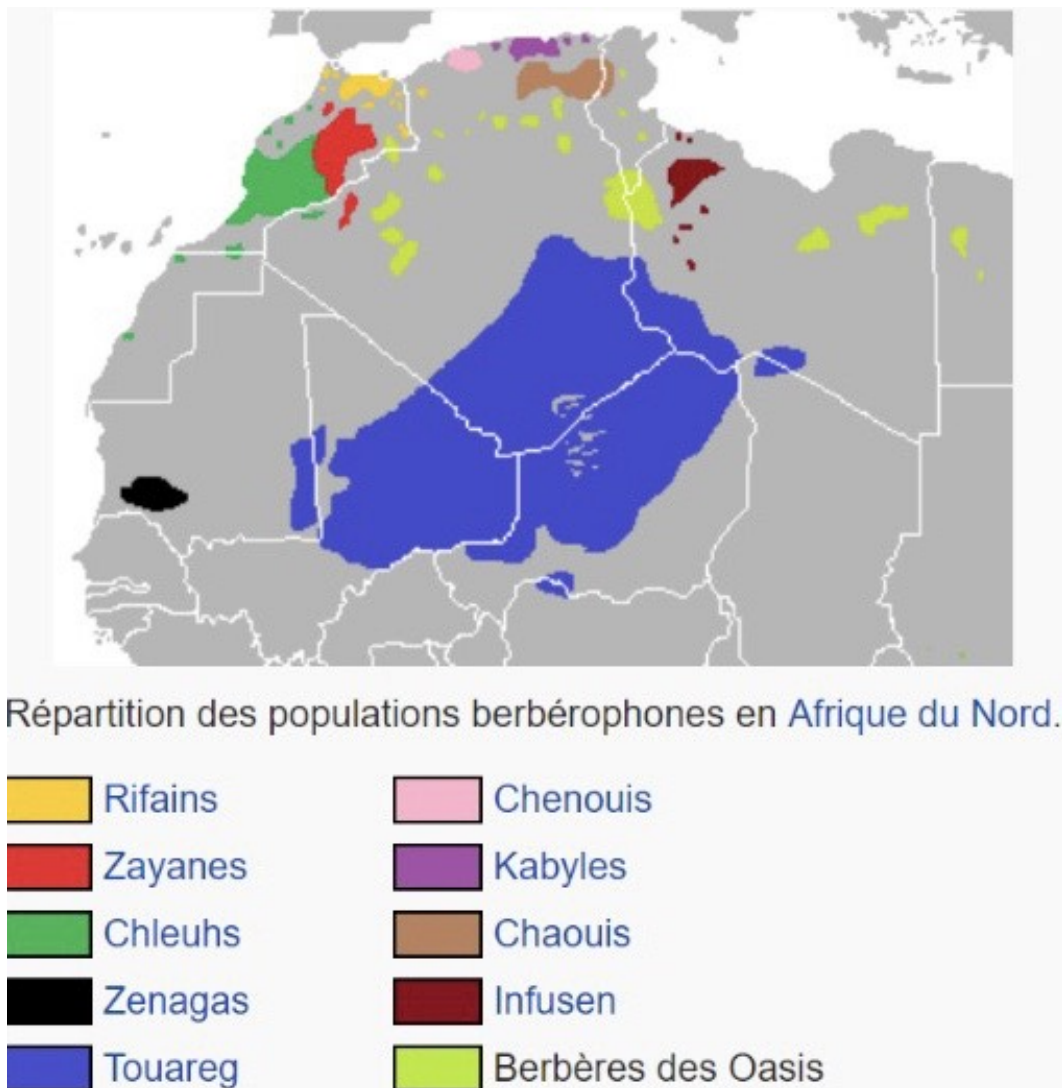 Répartition des populations berbérophones en Afrique du Nord.
Rifains
Chenouis
Zayanes
Kabyles
Chleuhs
Chaouis
Zenagas
Infusen
Touareg
Berbères des Oasis